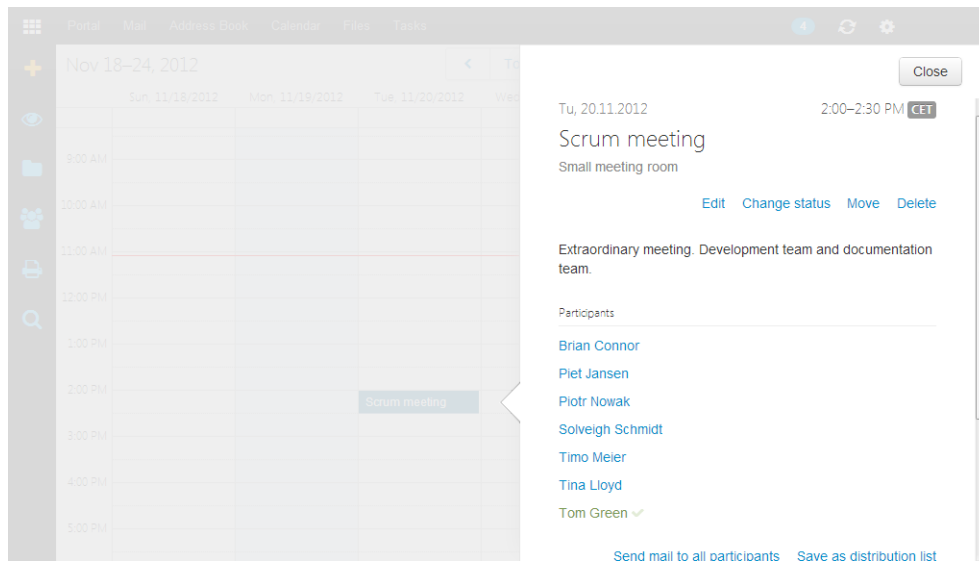 Portal Mail Address Book Calendar Files Tasks 4
Nov 18–24, 2012
Close
Sun, 11/18/2012 Mon, 11/19/2012 Tue, 11/20/2012
Tu, 20.11.2012 2:00–2:30 PM CET
Scrum meeting
Small meeting room
9:00 AM
10:00 AM
Edit Change status Move Delete
11:00 AM
Extraordinary meeting. Development team and documentation
team.
12:00 PM
Participants
1:00 PM
Brian Connor
Piet Jansen
2:00 PM
Scrum meeting
Piotr Nowak
Solveigh Schmidt
3:00 PM
Timo Meier
4:00 PM
Tina Lloyd
Tom Green
5:00 PM
Send mail to all participants Save as distribution list